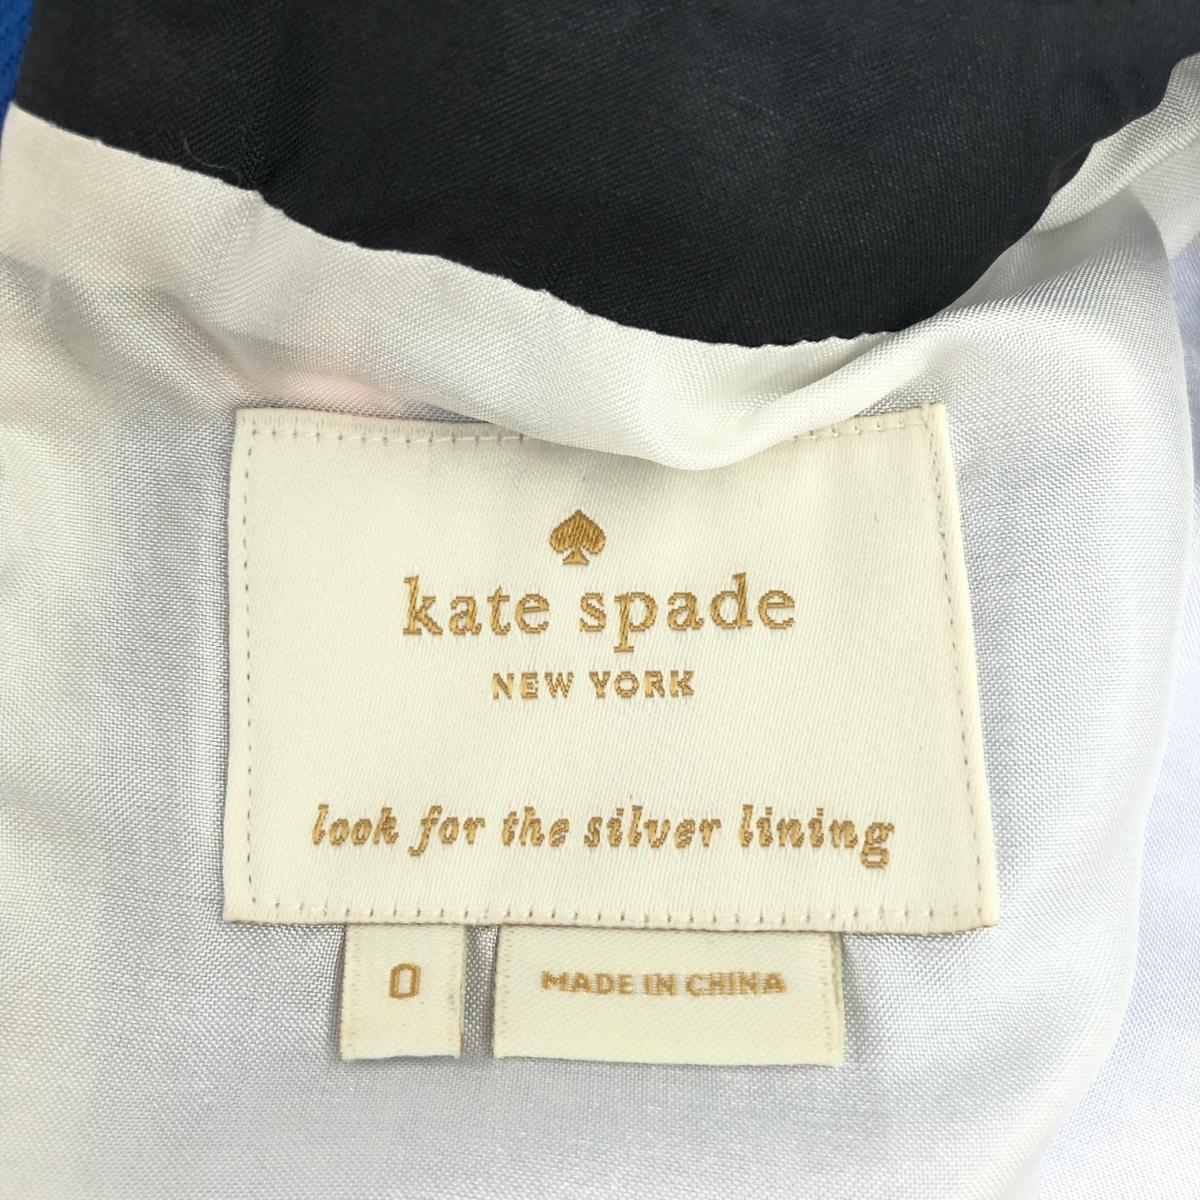 kate spade
NEW YORK
look for the silver lining
0
MADE IN CHINA